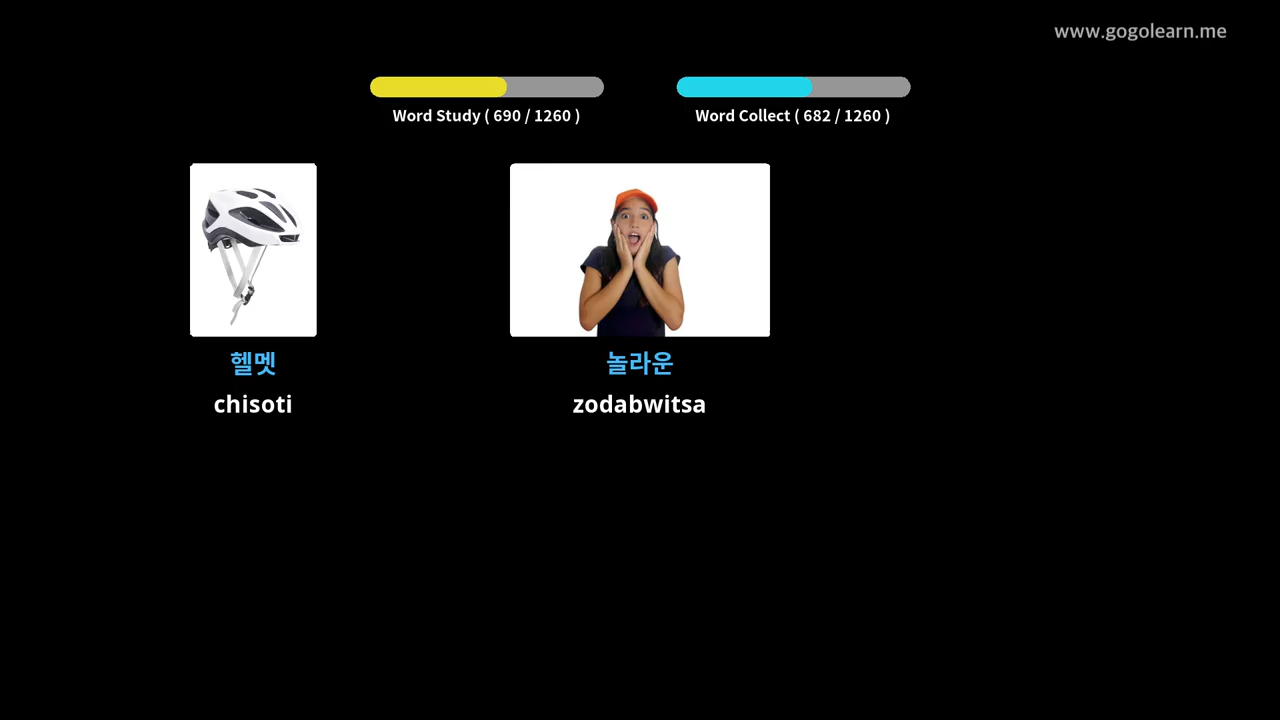 www.gogolearn.me
Word Study ( 690 / 1260 )
Word Collect ( 682 / 1260 )
헬멧
놀라운
chisoti
zodabwitsa